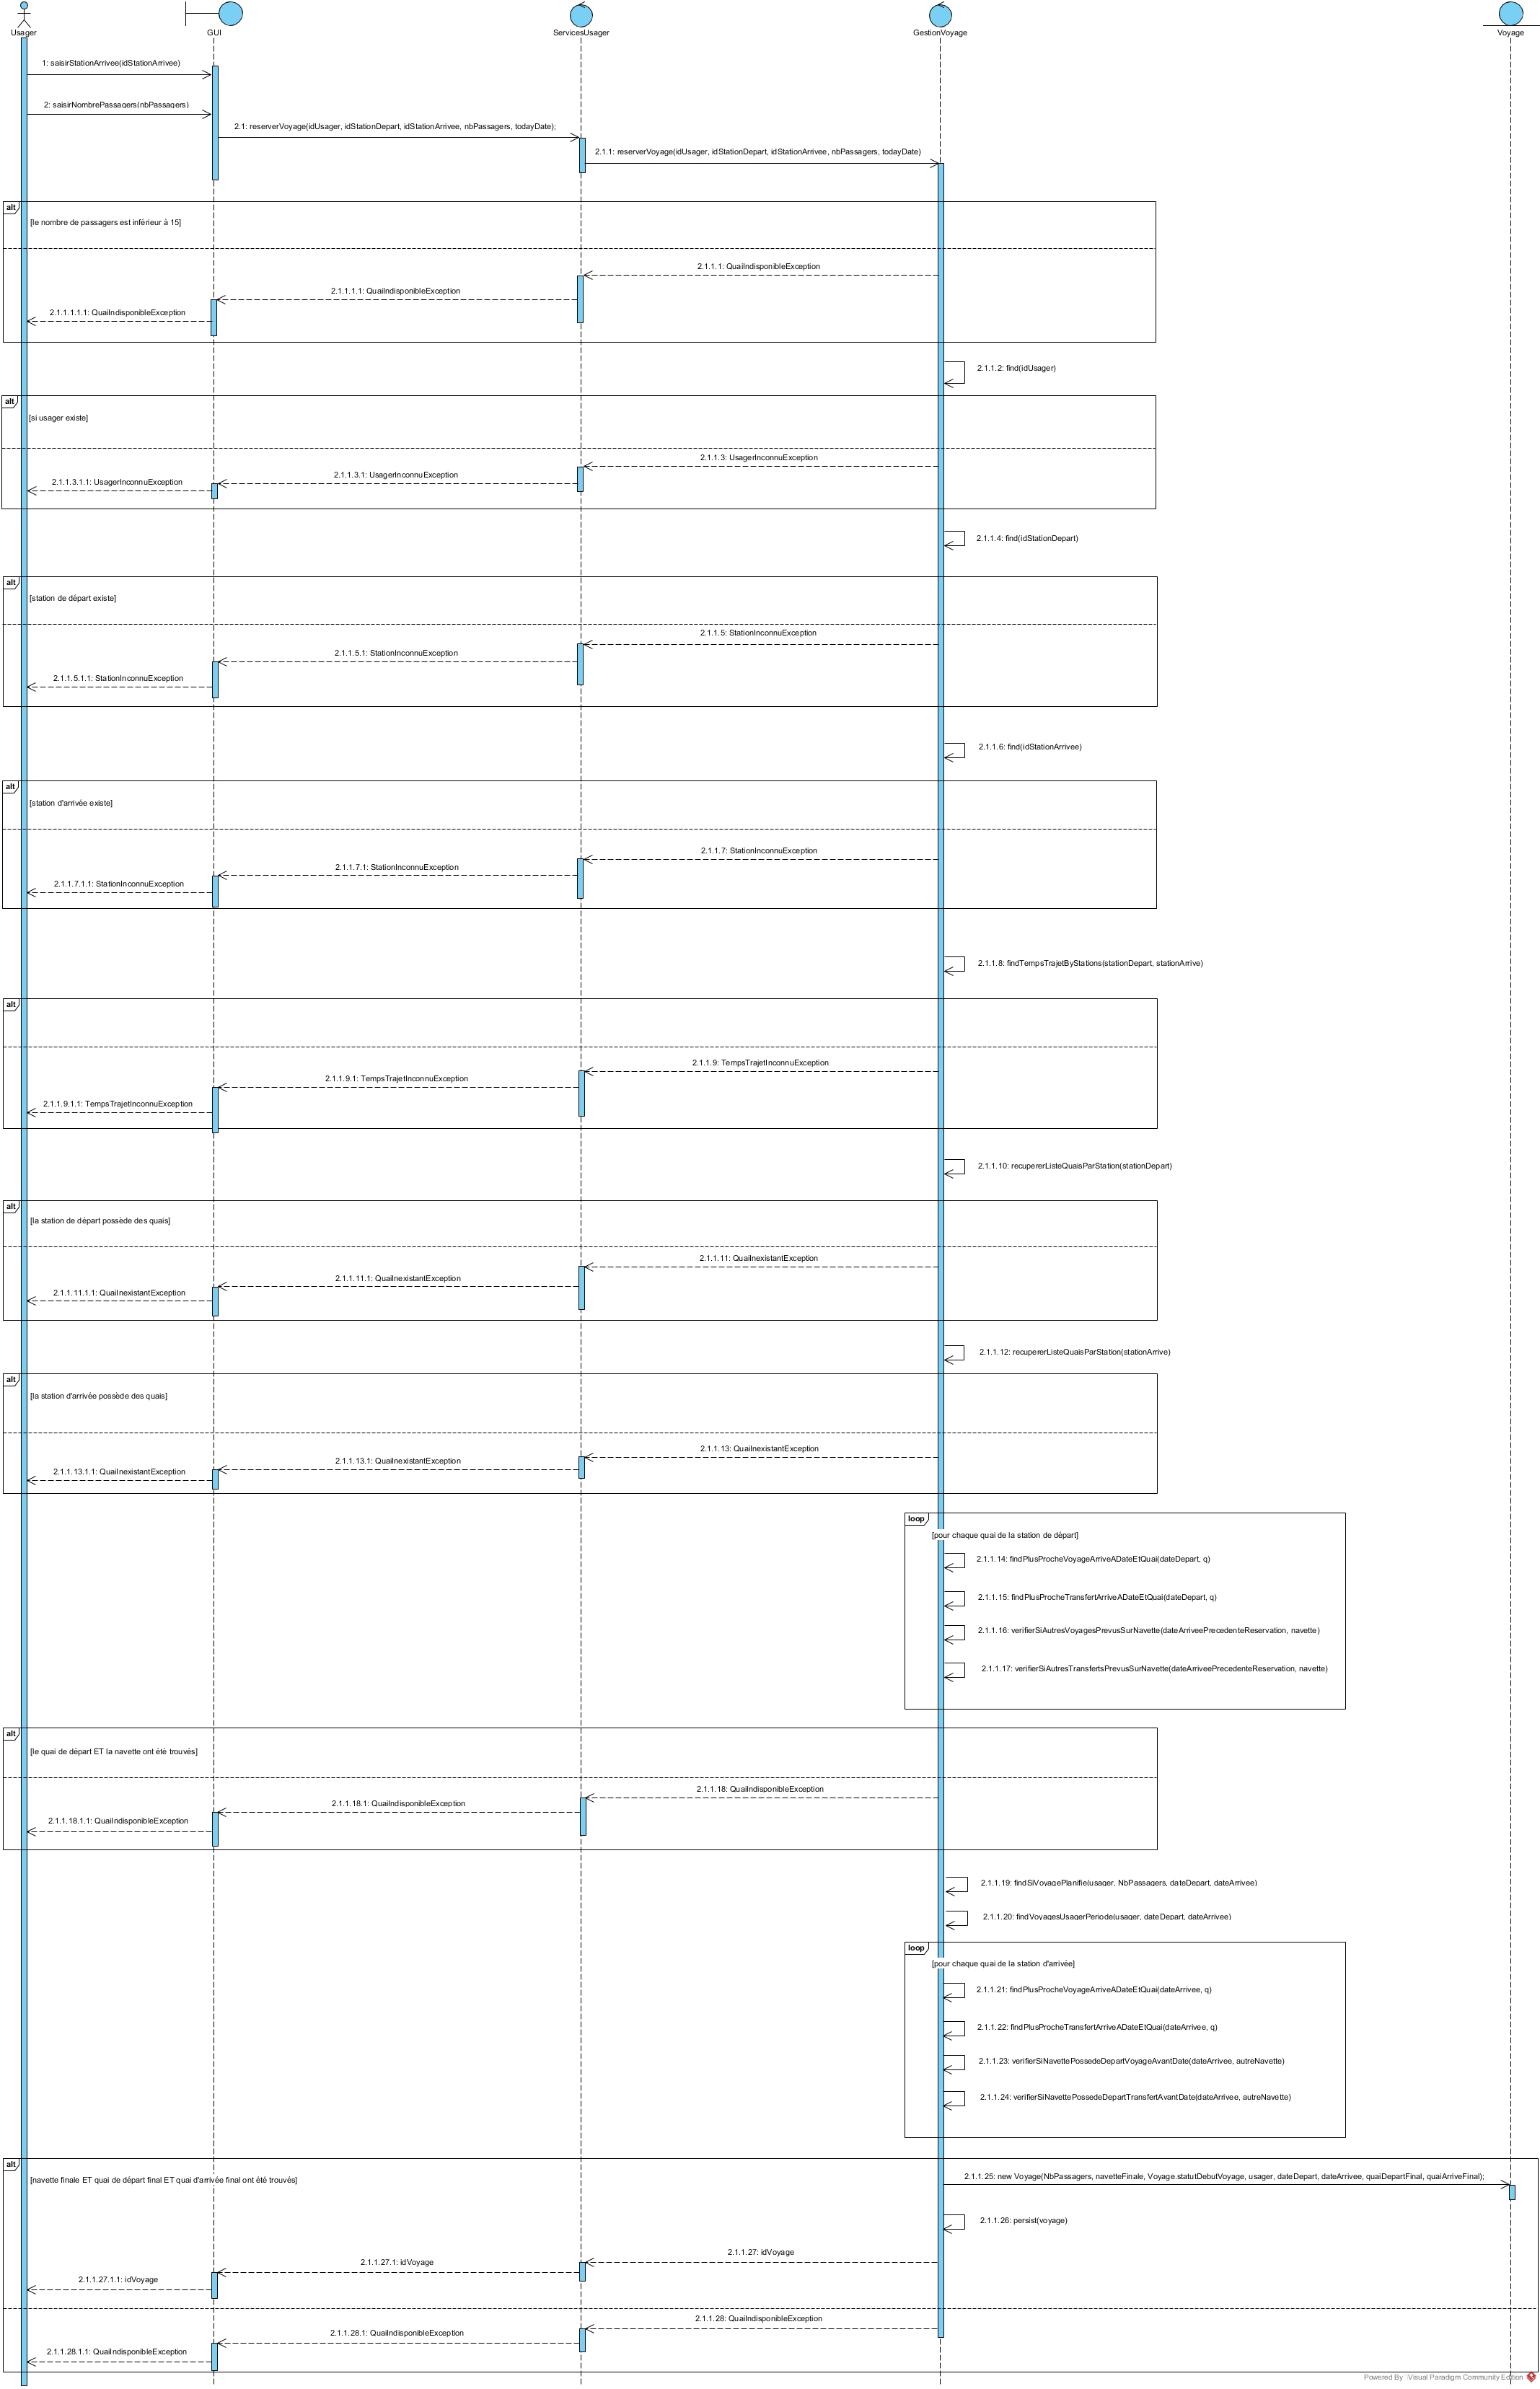 Usager
GUI
ServicesUsager
GestionVoyage
Voyage
1: saisirStationArrivee(idStationArrivee)
2: saisirNombrePassagers(nbPassagers)
2.1: reserverVoyage(idUsager, idStationDepart, idStationArrivee, nbPassagers, todayDate);
2.1.1: reserverVoyage(idUsager, idStationDepart, idStationArrivee, nbPassagers, todayDate)
alt
[le nombre de passagers est inférieur à 15]
2.1.1.1: QuaiIndisponibleException
2.1.1.1.1: QuaiIndisponibleException
2.1.1.1.1.1: QuaiIndisponibleException
2.1.1.2: find(idUsager)
alt
[si usager existe]
2.1.1.3: UsagerInconnuException
2.1.1.3.1: UsagerInconnuException
2.1.1.3.1.1: UsagerInconnuException
2.1.1.4: find(idStationDepart)
alt
[station de départ existe]
2.1.1.5: StationInconnuException
2.1.1.5.1: StationInconnuException
2.1.1.5.1.1: StationInconnuException
2.1.1.6: find(idStationArrivee)
alt
[station d'arrivée existe]
2.1.1.7: StationInconnuException
2.1.1.7.1: StationInconnuException
2.1.1.7.1.1: StationInconnuException
2.1.1.8: findTempsTrajetByStations(stationDepart, stationArrive)
alt
2.1.1.9: TempsTrajetInconnuException
2.1.1.9.1: TempsTrajetInconnuException
2.1.1.9.1.1: TempsTrajetInconnuException
2.1.1.10: recupererListeQuaisParStation(stationDepart)
alt
[la station de départ possède des quais]
2.1.1.11: QuaiInexistantException
2.1.1.11.1: QuaiInexistantException
2.1.1.11.1.1: QuaiInexistantException
2.1.1.12: recupererListeQuaisParStation(stationArrive)
alt
[la station d'arrivée possède des quais]
2.1.1.13: QuaiInexistantException
2.1.1.13.1: QuaiInexistantException
2.1.1.13.1.1: QuaiInexistantException
loop
[pour chaque quai de la station de départ]
2.1.1.14: findPlusProcheVoyageArriveADateEtQuai(dateDepart, q)
2.1.1.15: findPlusProcheTransfertArriveADateEtQuai(dateDepart, q)
2.1.1.16: verifierSiAutresVoyagesPrevusSurNavette(dateArriveePrecedenteReservation, navette)
2.1.1.17: verifierSiAutresTransfertsPrevusSurNavette(dateArriveePrecedenteReservation, navette)
alt
[le quai de départ ET la navette ont été trouvés]
2.1.1.18: QuaiIndisponibleException
2.1.1.18.1: QuaiIndisponibleException
2.1.1.18.1.1: QuaiIndisponibleException
2.1.1.19: findSiVoyagePlanifie(usager, NbPassagers, dateDepart, dateArrivee)
2.1.1.20: findVoyagesUsagerPeriode(usager, dateDepart, dateArrivee)
loop
[pour chaque quai de la station d'arrivée]
2.1.1.21: findPlusProcheVoyageArriveADateEtQuai(dateArrivee, q)
2.1.1.22: findPlusProcheTransfertArriveADateEtQuai(dateArrivee, q)
2.1.1.23: verifierSiNavettePossedeDepartVoyageAvantDate(dateArrivee, autreNavette)
2.1.1.24: verifierSiNavettePossedeDepartTransfertAvantDate(dateArrivee, autreNavette)
alt
[navette finale ET quai de départ final ET quai d'arrivée final ont été trouvés]
2.1.1.25: new Voyage(NbPassagers, navetteFinale, Voyage.statutDebutVoyage, usager, dateDepart, dateArrivee, quaiDepartFinal, quaiArriveFinal);
2.1.1.26: persist(voyage)
2.1.1.27: idVoyage
2.1.1.27.1: idVoyage
2.1.1.27.1.1: idVoyage
2.1.1.28: QuaiIndisponibleException
2.1.1.28.1: QuaiIndisponibleException
2.1.1.28.1.1: QuaiIndisponibleException
Powered By Visual Paradigm Community Edition